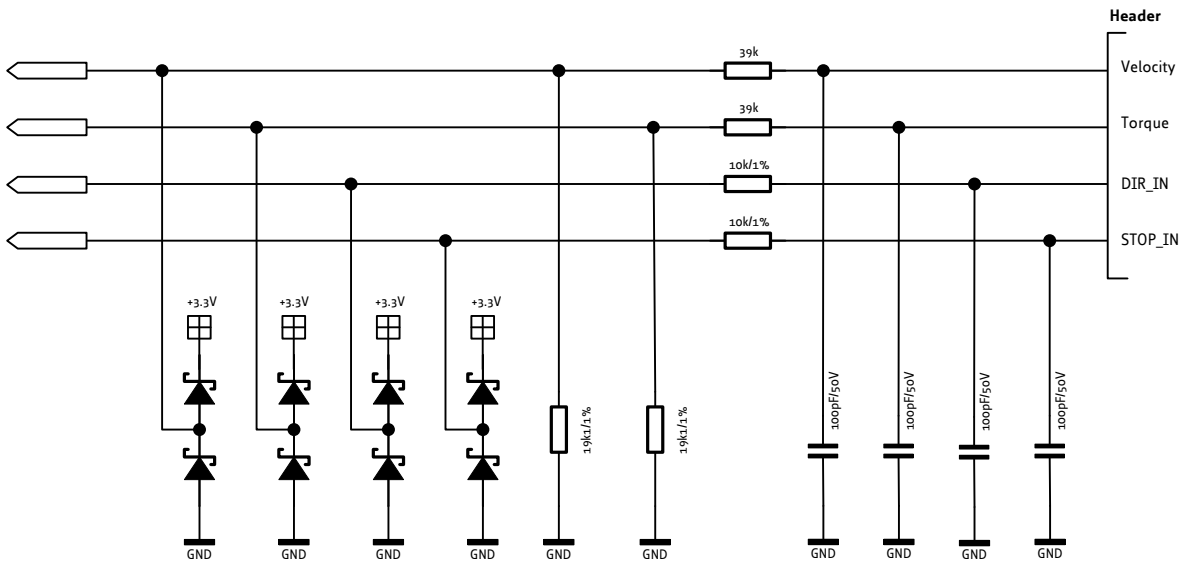 Header
39k
Velocity
39k
Torque
10k/1%
DIR_IN
10k/1%
STOP_IN
+3.3V
+3.3V
+3.3V
+3.3V
19k1/1%
19k1/1%
100pF/50V
100pF/50V
100pF/50V
100pF/50V
GND
GND
GND
GND
GND
GND
GND
GND
GND
GND